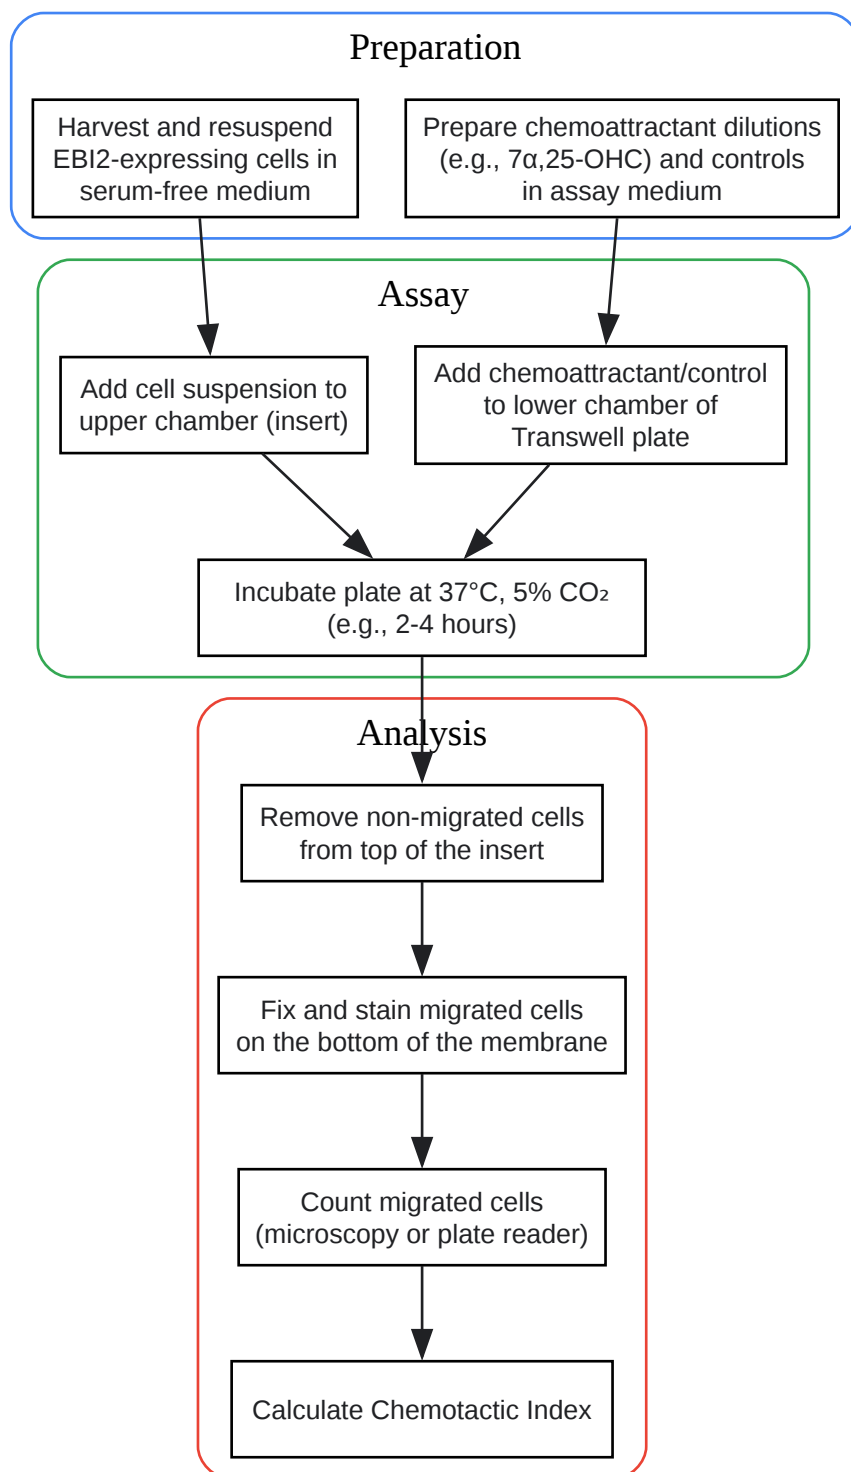 Preparation
Harvest and resuspend
EBI2-expressing cells in
serum-free medium
Prepare chemoattractant dilutions
(e.g., 7α,25-OHC) and controls
in assay medium
Assay
Add cell suspension to
upper chamber (insert)
Add chemoattractant/control
to lower chamber of
Transwell plate
Incubate plate at 37°C, 5% CO₂
(e.g., 2-4 hours)
Analysis
Remove non-migrated cells
from top of the insert
Fix and stain migrated cells
on the bottom of the membrane
Count migrated cells
(microscopy or plate reader)
Calculate Chemotactic Index